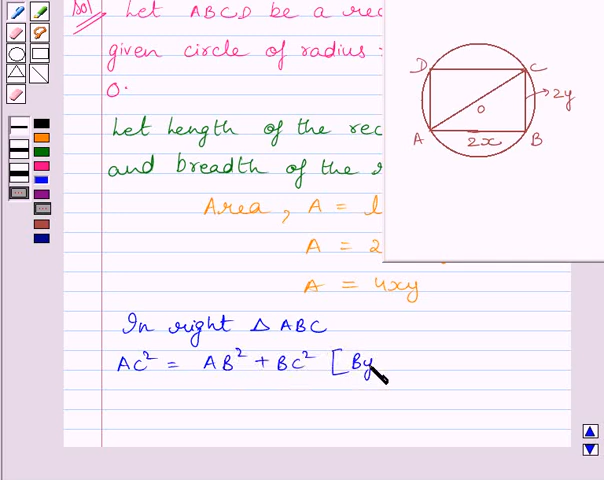 Sol
Let ABCD be a rec
given circle of radius
O.
Let length of the rec
and breadth of the
Area, A = l
A = 2
A = 4xy
In right △ ABC
AC² = AB² + BC² [By
D
C
2y
O
A
2x
B